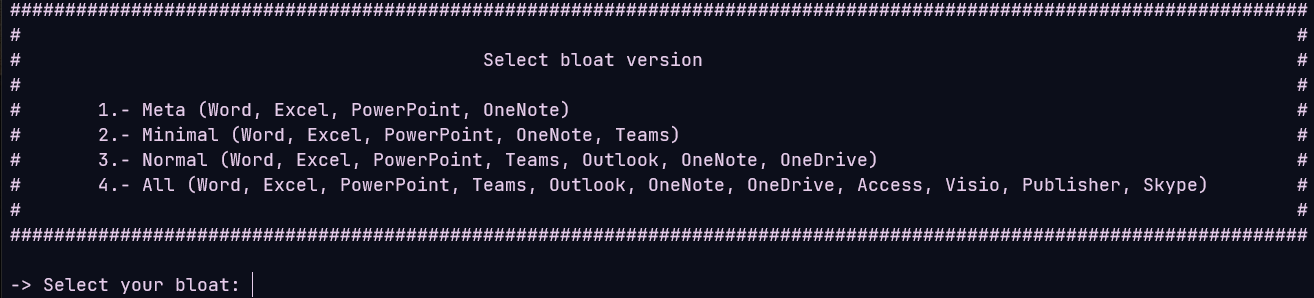 ######################################################################################################################
# #
# Select bloat version #
# #
# 1.- Meta (Word, Excel, PowerPoint, OneNote) #
# 2.- Minimal (Word, Excel, PowerPoint, OneNote, Teams) #
# 3.- Normal (Word, Excel, PowerPoint, Teams, Outlook, OneNote, OneDrive) #
# 4.- All (Word, Excel, PowerPoint, Teams, Outlook, OneNote, OneDrive, Access, Visio, Publisher, Skype) #
# #
######################################################################################################################
-> Select your bloat: